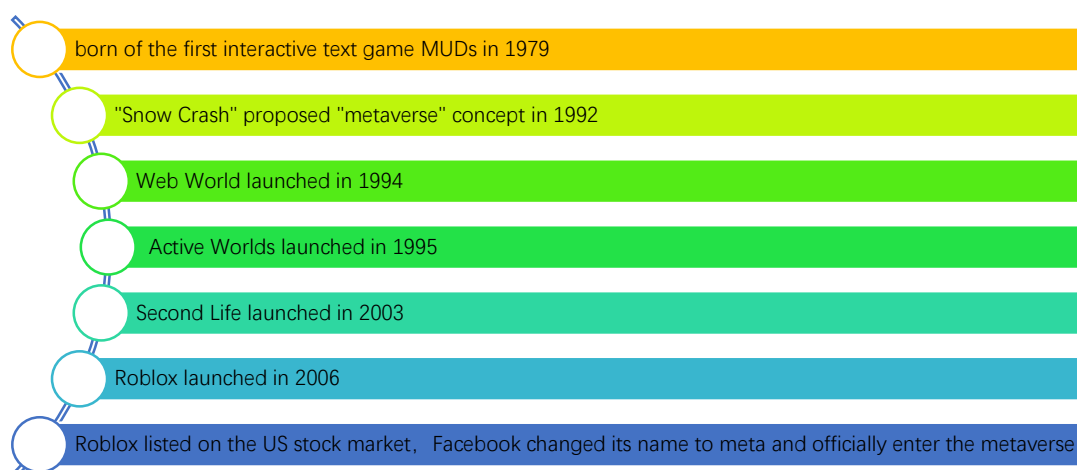 born of the first interactive text game MUDs in 1979
"Snow Crash" proposed "metaverse" concept in 1992
Web World launched in 1994
Active Worlds launched in 1995
Second Life launched in 2003
Roblox launched in 2006
Roblox listed on the US stock market，Facebook changed its name to meta and officially enter the metaverse